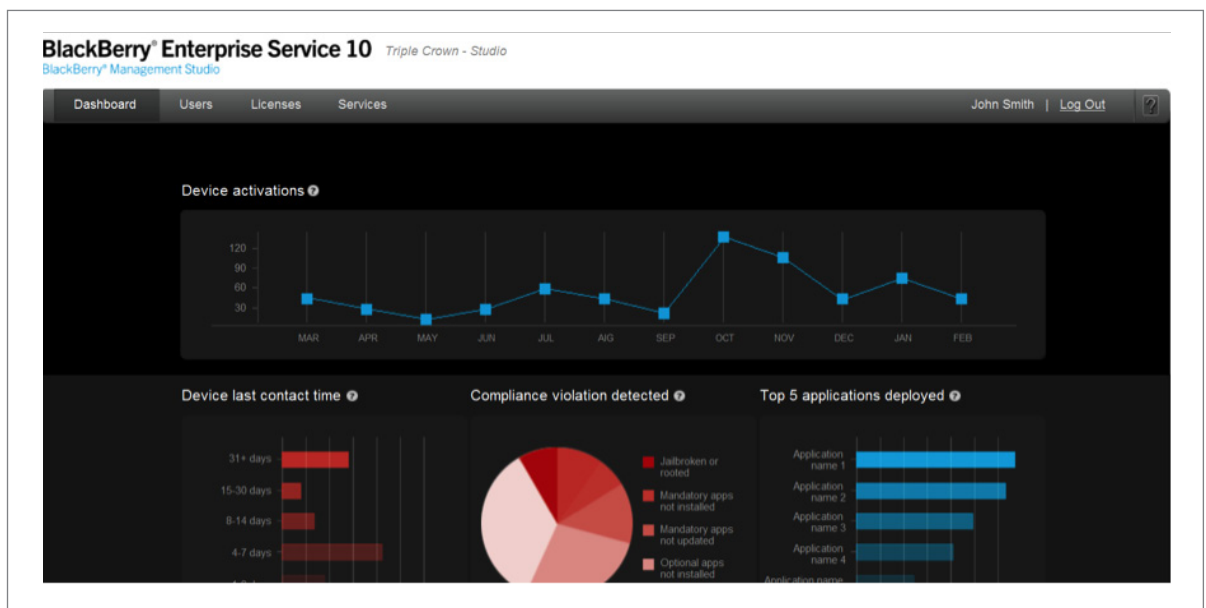 BlackBerry® Enterprise Service 10 Triple Crown - Studio
BlackBerry® Management Studio
Dashboard Users Licenses Services John Smith | Log Out ?
Device activations ?
120
90
60
30
MAR APR MAY JUN JUL AIG SEP OCT NOV DEC JAN FEB
Device last contact time ?
31+ days
15-30 days
8-14 days
4-7 days
Compliance violation detected ?
Jailbroken or
rooted
Mandatory apps
not installed
Mandatory apps
not updated
Optional apps
not installed
Top 5 applications deployed ?
Application
name 1
Application
name 2
Application
name 3
Application
name 4
Application name